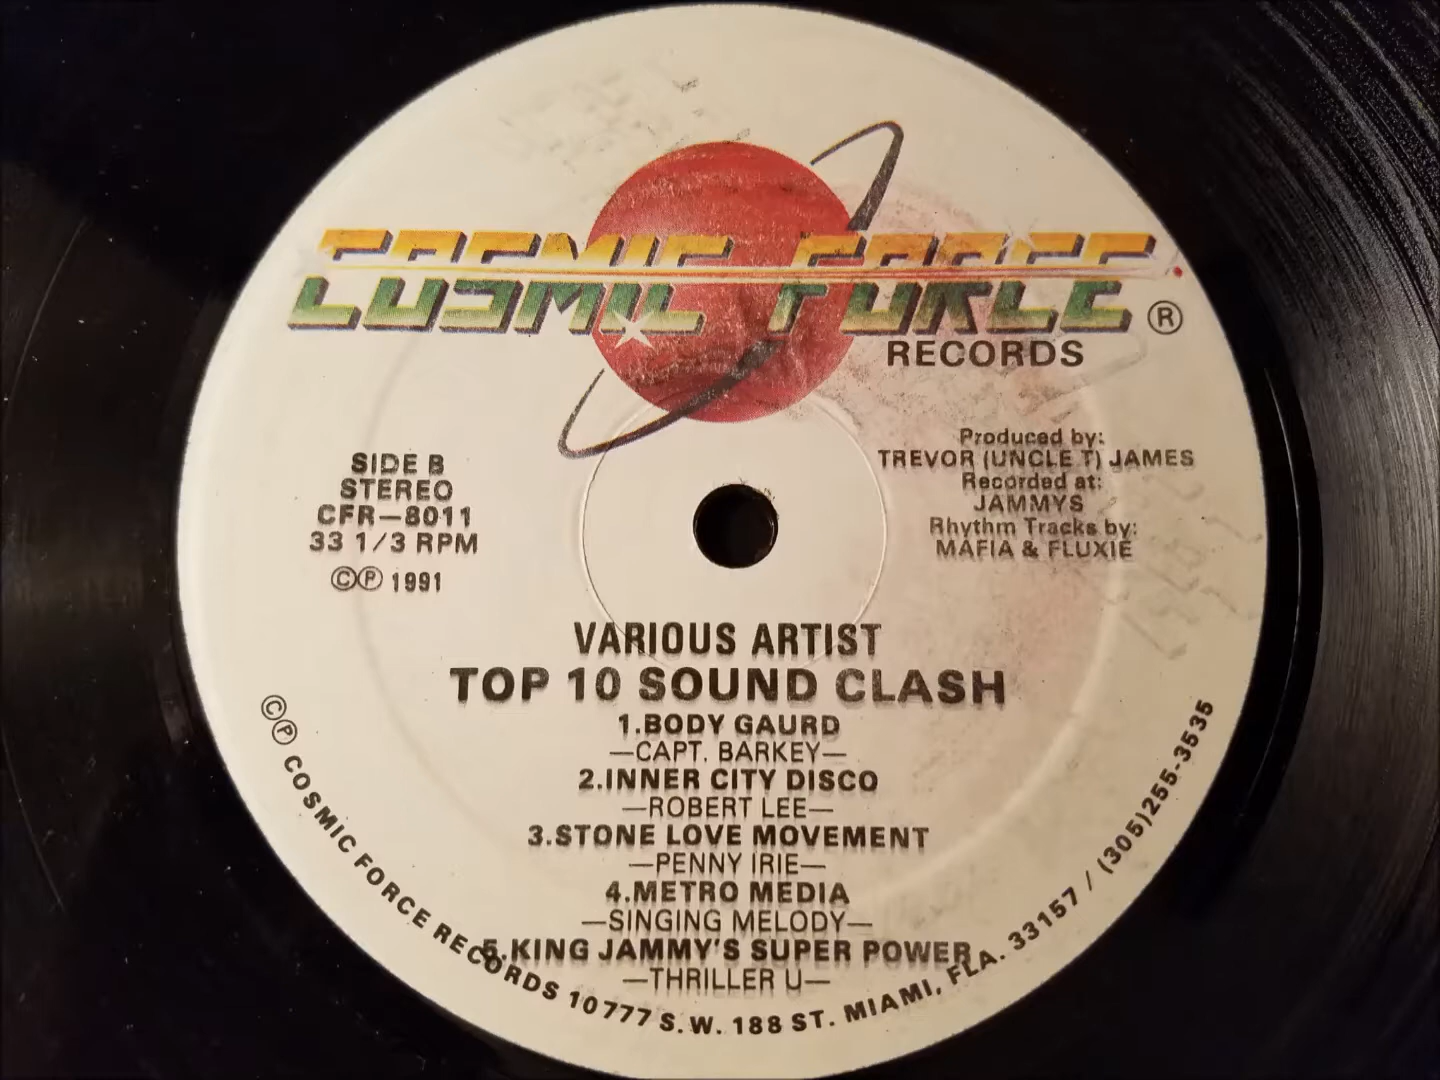 COSMIC FORCE ®
RECORDS
SIDE B
STEREO
CFR-8011
33 1/3 RPM
©℗ 1991
Produced by:
TREVOR (UNCLE T) JAMES
Recorded at:
JAMMYS
Rhythm Tracks by:
MAFIA & FLUXIE
VARIOUS ARTIST
TOP 10 SOUND CLASH
1.BODY GAURD
—CAPT. BARKEY—
2.INNER CITY DISCO
—ROBERT LEE—
3.STONE LOVE MOVEMENT
—PENNY IRIE—
4.METRO MEDIA
—SINGING MELODY—
5.KING JAMMY'S SUPER POWER
—THRILLER U—
©℗ COSMIC FORCE RECORDS 10777 S.W. 188 ST. MIAMI, FLA. 33157 / (305)255-3535